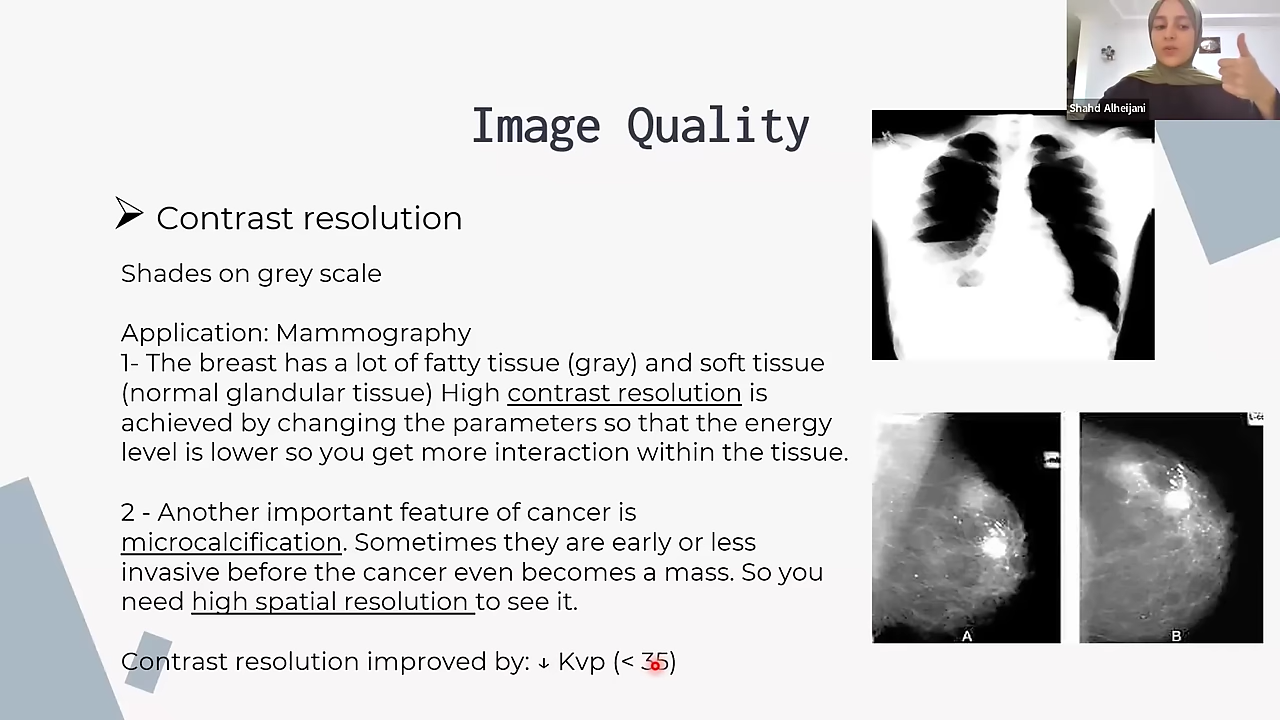 Shahd Alheijani
Image Quality
Contrast resolution
Shades on grey scale
Application: Mammography
1- The breast has a lot of fatty tissue (gray) and soft tissue
(normal glandular tissue) High contrast resolution is
achieved by changing the parameters so that the energy
level is lower so you get more interaction within the tissue.
2 - Another important feature of cancer is
microcalcification. Sometimes they are early or less
invasive before the cancer even becomes a mass. So you
need high spatial resolution to see it.
Contrast resolution improved by: ↓ Kvp (< 35)
A
B